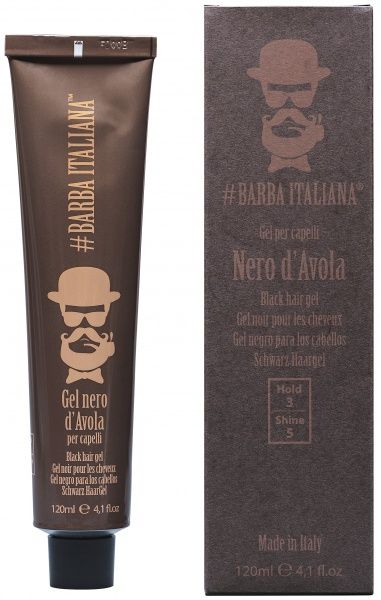 # BARBA ITALIANA™
Gel nero
d'Avola
per capelli
Black hair gel
Gel noir pour les cheveux
Gel negro para los cabellos
Schwarz HaarGel
120ml e 4,1 fl.oz
# BARBA ITALIANA®
Gel per capelli
Nero d'Avola
Black hair gel
Gel noir pour les cheveux
Gel negro para los cabellos
Schwarz Haargel
Hold
3
Shine
5
Made in Italy
120ml e 4,1 fl.oz